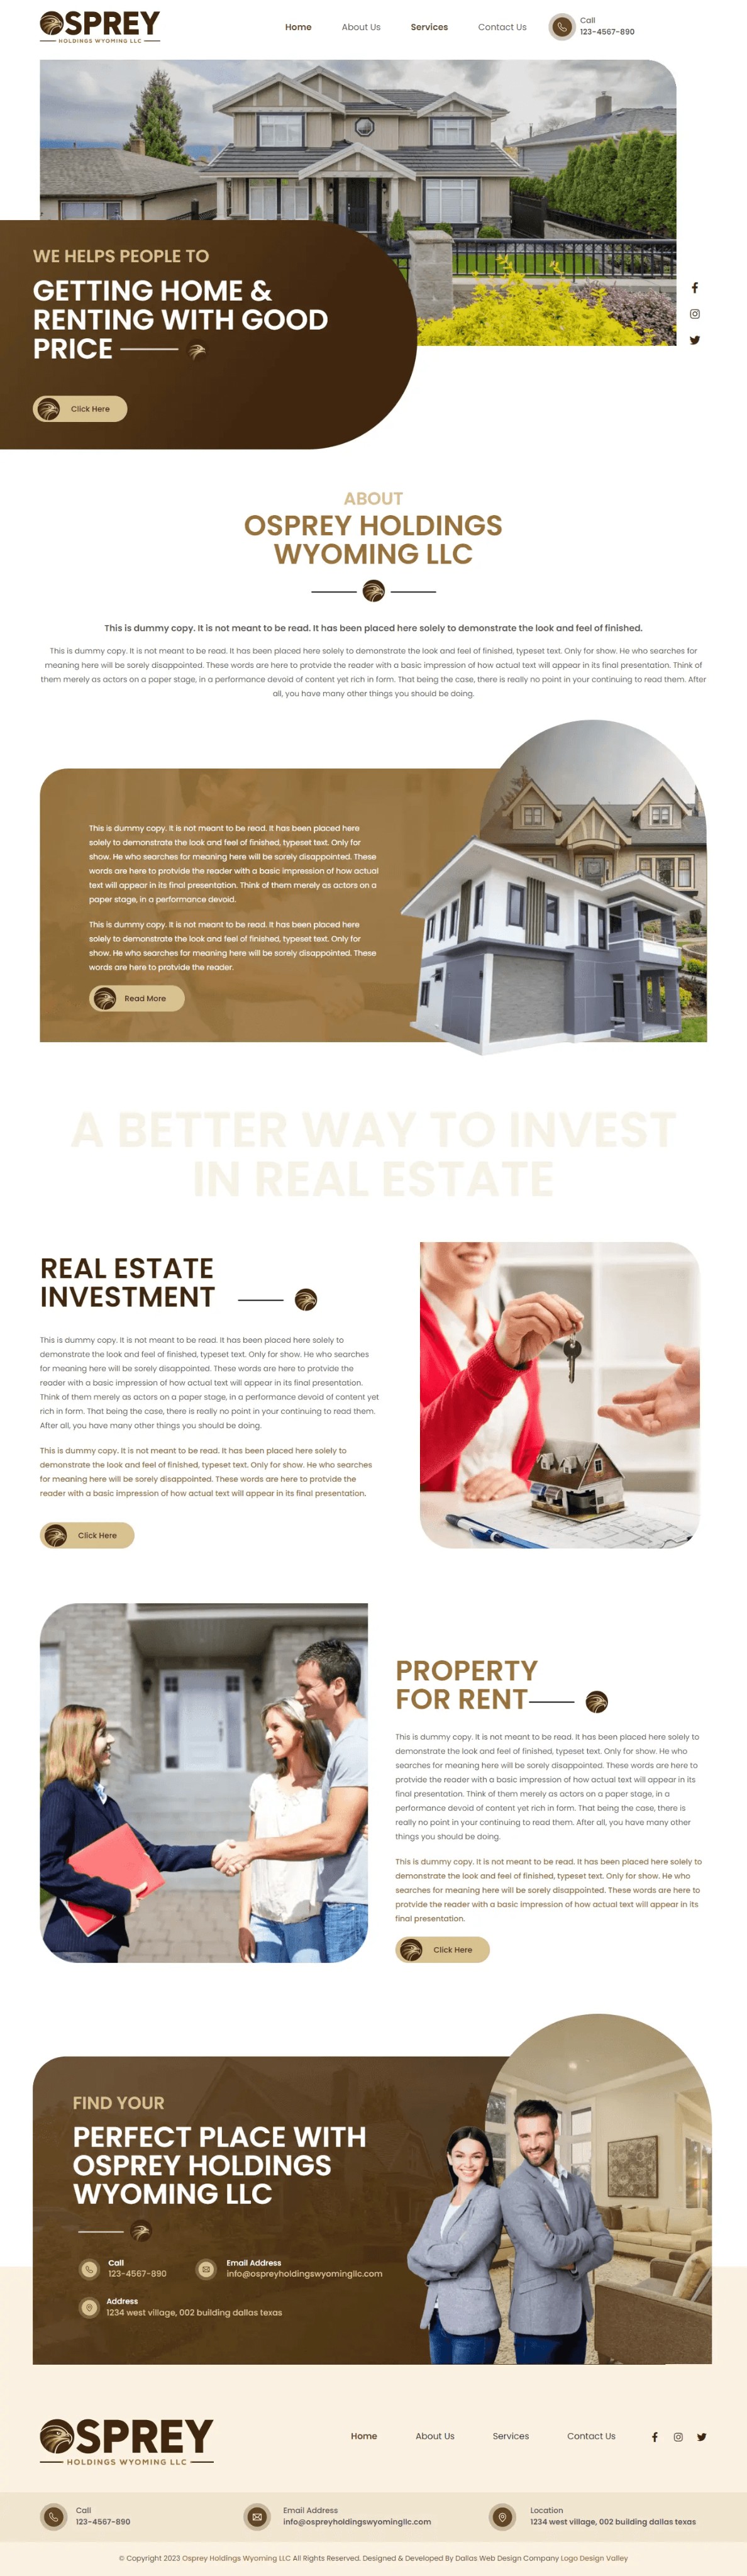 OSPREY
HOLDINGS WYOMING LLC
Home
About Us
Services
Contact Us
Call
123-4567-890
WE HELPS PEOPLE TO
GETTING HOME &
RENTING WITH GOOD
PRICE
Click Here
ABOUT
OSPREY HOLDINGS
WYOMING LLC
This is dummy copy. It is not meant to be read. It has been placed here solely to demonstrate the look and feel of finished.
This is dummy copy. It is not meant to be read. It has been placed here solely to demonstrate the look and feel of finished, typeset text. Only for show. He who searches for
meaning here will be sorely disappointed. These words are here to protvide the reader with a basic impression of how actual text will appear in its final presentation. Think of
them merely as actors on a paper stage, in a performance devoid of content yet rich in form. That being the case, there is really no point in your continuing to read them. After
all, you have many other things you should be doing.
This is dummy copy. It is not meant to be read. It has been placed here
solely to demonstrate the look and feel of finished, typeset text. Only for
show. He who searches for meaning here will be sorely disappointed. These
words are here to protvide the reader with a basic impression of how actual
text will appear in its final presentation. Think of them merely as actors on a
paper stage, in a performance devoid.
This is dummy copy. It is not meant to be read. It has been placed here
solely to demonstrate the look and feel of finished, typeset text. Only for
show. He who searches for meaning here will be sorely disappointed. These
words are here to protvide the reader.
Read More
A BETTER WAY TO INVEST
IN REAL ESTATE
REAL ESTATE
INVESTMENT
This is dummy copy. It is not meant to be read. It has been placed here solely to
demonstrate the look and feel of finished, typeset text. Only for show. He who searches
for meaning here will be sorely disappointed. These words are here to protvide the
reader with a basic impression of how actual text will appear in its final presentation.
Think of them merely as actors on a paper stage, in a performance devoid of content yet
rich in form. That being the case, there is really no point in your continuing to read them.
After all, you have many other things you should be doing.
This is dummy copy. It is not meant to be read. It has been placed here solely to
demonstrate the look and feel of finished, typeset text. Only for show. He who searches
for meaning here will be sorely disappointed. These words are here to protvide the
reader with a basic impression of how actual text will appear in its final presentation.
Click Here
PROPERTY
FOR RENT
This is dummy copy. It is not meant to be read. It has been placed here solely to
demonstrate the look and feel of finished, typeset text. Only for show. He who
searches for meaning here will be sorely disappointed. These words are here to
protvide the reader with a basic impression of how actual text will appear in its
final presentation. Think of them merely as actors on a paper stage, in a
performance devoid of content yet rich in form. That being the case, there is
really no point in your continuing to read them. After all, you have many other
things you should be doing.
This is dummy copy. It is not meant to be read. It has been placed here solely to
demonstrate the look and feel of finished, typeset text. Only for show. He who
searches for meaning here will be sorely disappointed. These words are here to
protvide the reader with a basic impression of how actual text will appear in its
final presentation.
Click Here
FIND YOUR
PERFECT PLACE WITH
OSPREY HOLDINGS
WYOMING LLC
Call
123-4567-890
Email Address
info@ospreyholdingswyomingllc.com
Address
1234 west village, 002 building dallas texas
OSPREY
HOLDINGS WYOMING LLC
Home
About Us
Services
Contact Us
Call
123-4567-890
Email Address
info@ospreyholdingswyomingllc.com
Location
1234 west village, 002 building dallas texas
© Copyright 2023 Osprey Holdings Wyoming LLC All Rights Reserved. Designed & Developed By Dallas Web Design Company Logo Design Valley